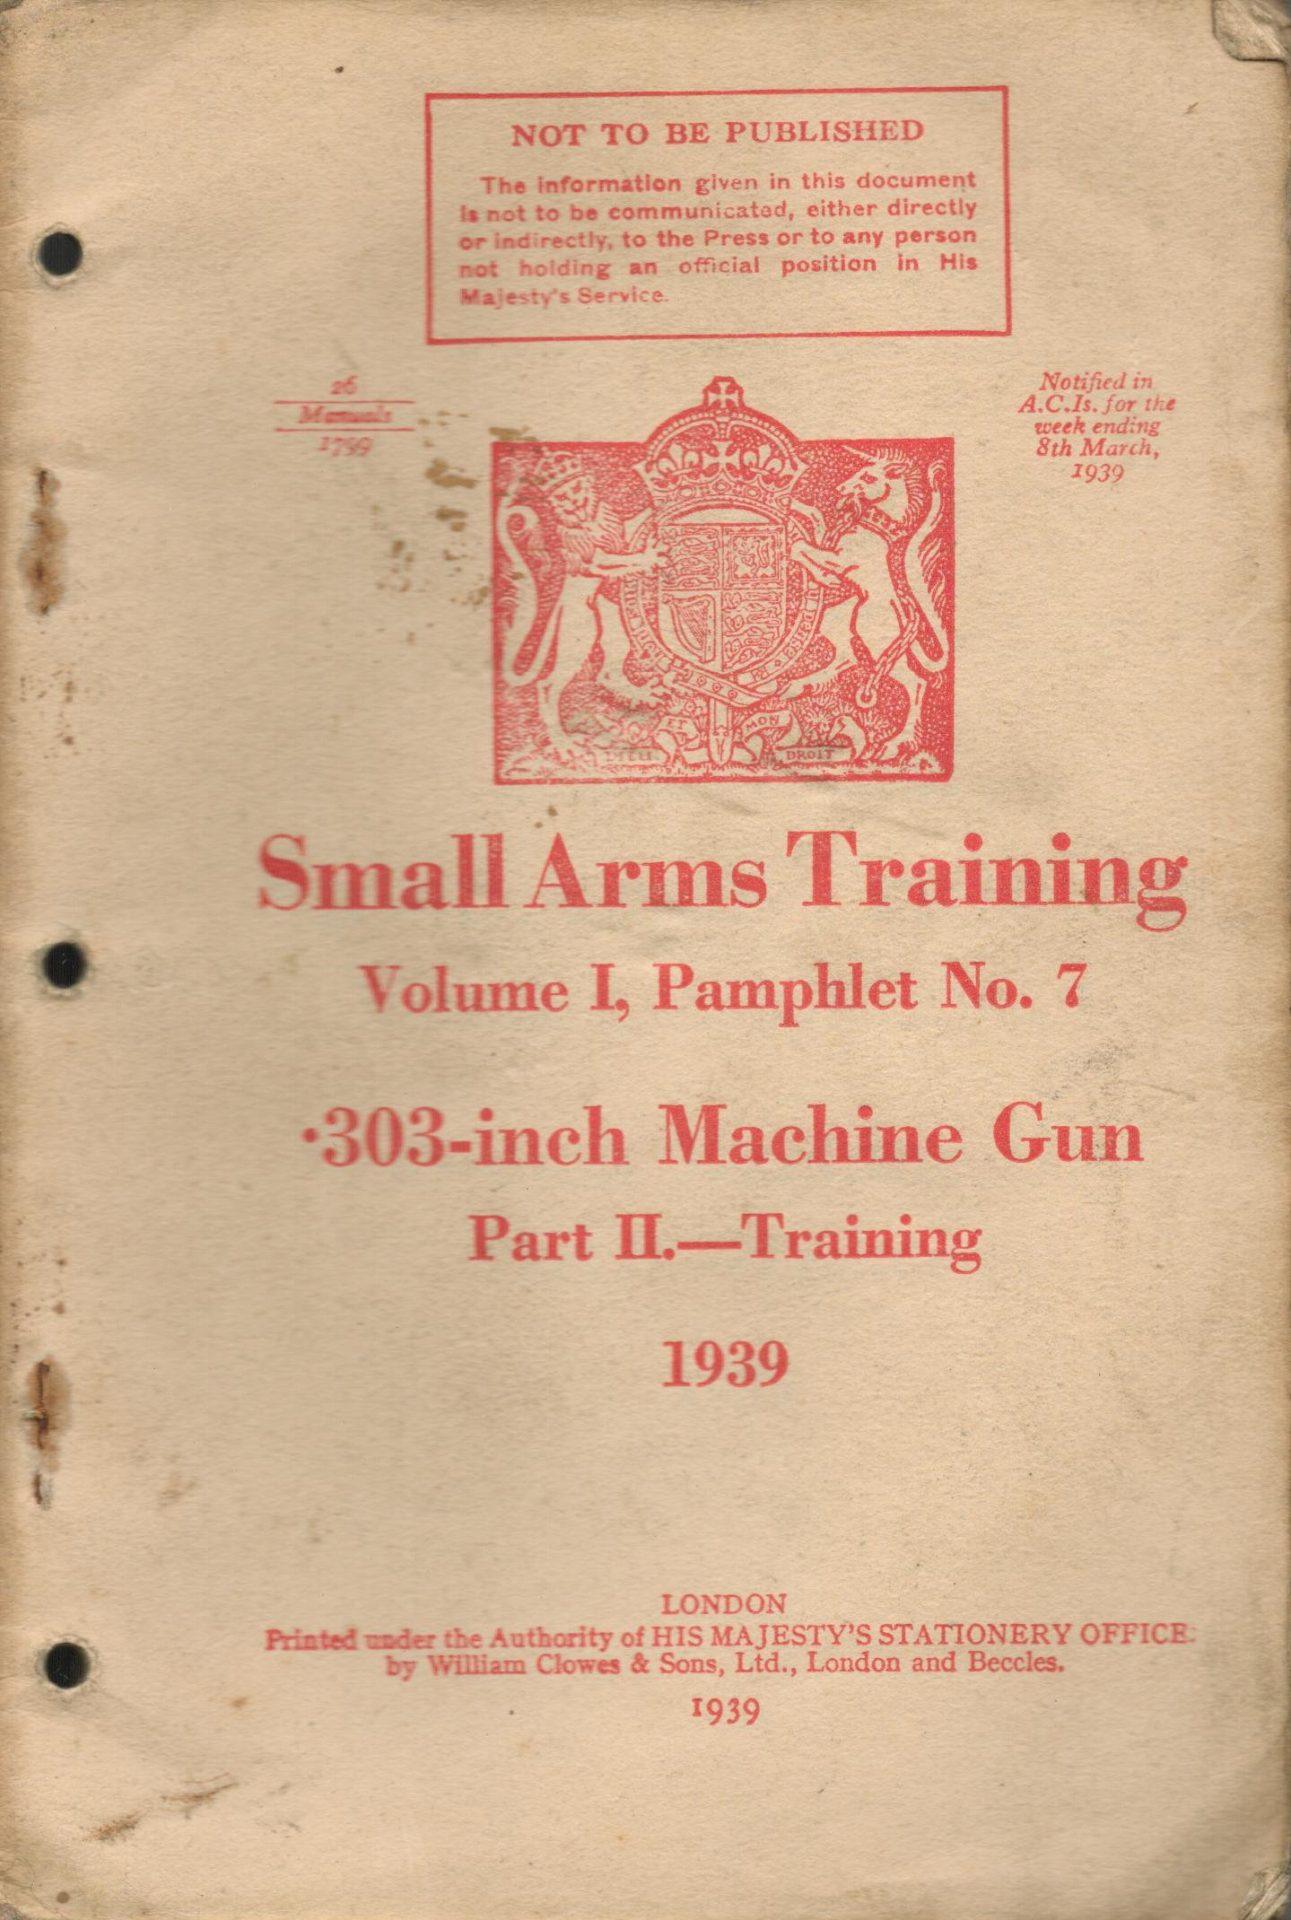 NOT TO BE PUBLISHED
The information given in this document
is not to be communicated, either directly
or indirectly, to the Press or to any person
not holding an official position in His
Majesty's Service.
26
Manuals
1799
Notified in
A.C.Is. for the
week ending
8th March,
1939
ET MON
DROIT
Small Arms Training
Volume I, Pamphlet No. 7
·303-inch Machine Gun
Part II.—Training
1939
LONDON
Printed under the Authority of HIS MAJESTY'S STATIONERY OFFICE
by William Clowes & Sons, Ltd., London and Beccles.
1939